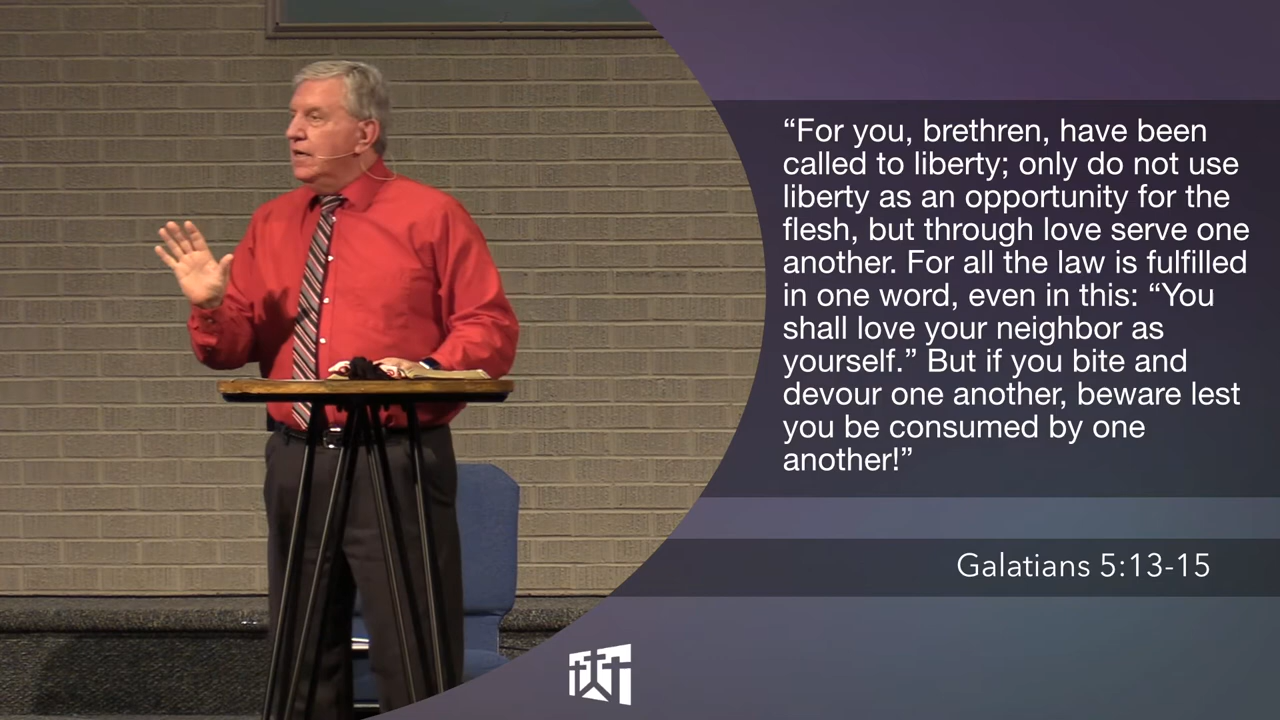 “For you, brethren, have been
called to liberty; only do not use
liberty as an opportunity for the
flesh, but through love serve one
another. For all the law is fulfilled
in one word, even in this: “You
shall love your neighbor as
yourself.” But if you bite and
devour one another, beware lest
you be consumed by one
another!”
Galatians 5:13-15